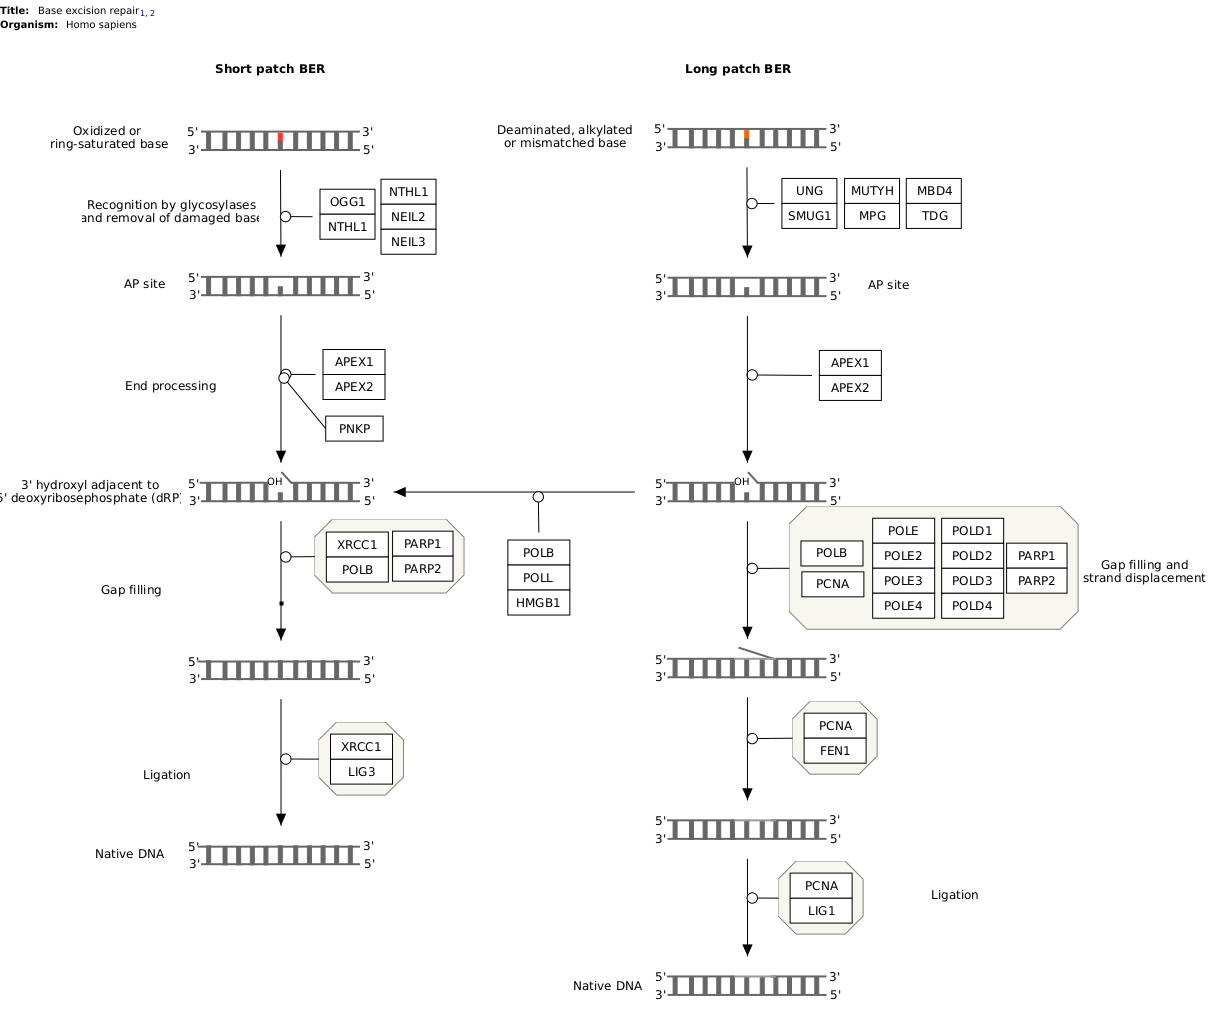 Title: Base excision repair1, 2
Organism: Homo sapiens
Short patch BER
Long patch BER
Oxidized or
ring-saturated base
5' 3'
3' 5'
Deaminated, alkylated
or mismatched base
5' 3'
3' 5'
Recognition by glycosylases
and removal of damaged base
OGG1
NTHL1
NTHL1
NEIL2
NEIL3
UNG
SMUG1
MUTYH
MPG
MBD4
TDG
AP site
5' 3'
3' 5'
5' 3'
3' 5'
AP site
End processing
APEX1
APEX2
PNKP
APEX1
APEX2
3' hydroxyl adjacent to
5' deoxyribosephosphate (dRP)
5' OH 3'
3' 5'
5' OH 3'
3' 5'
Gap filling
XRCC1
POLB
PARP1
PARP2
POLB
POLL
HMGB1
POLB
PCNA
POLE
POLE2
POLE3
POLE4
POLD1
POLD2
POLD3
POLD4
PARP1
PARP2
Gap filling and
strand displacement
5' 3'
3' 5'
5' 3'
3' 5'
Ligation
XRCC1
LIG3
PCNA
FEN1
Native DNA
5' 3'
3' 5'
5' 3'
3' 5'
PCNA
LIG1
Ligation
Native DNA
5' 3'
3' 5'